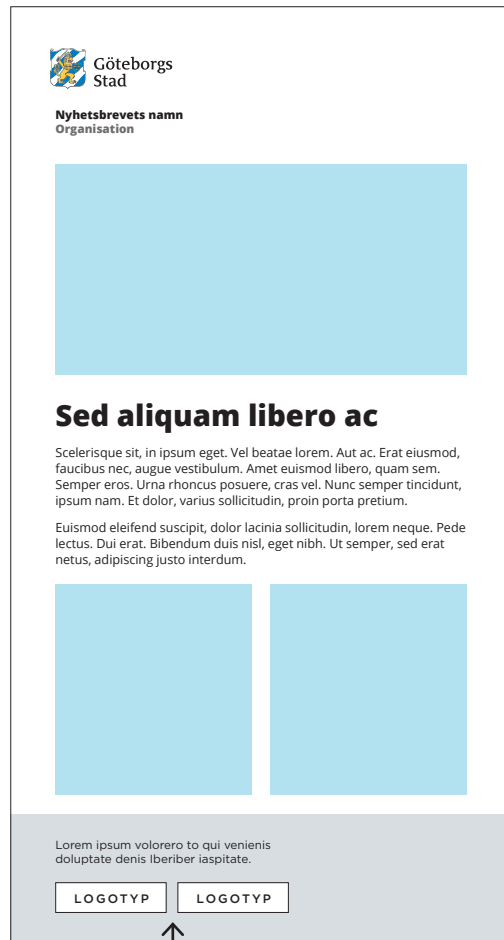 Göteborgs
Stad
Nyhetsbrevets namn
Organisation
Sed aliquam libero ac
Scelerisque sit, in ipsum eget. Vel beatae lorem. Aut ac. Erat eiusmod,
faucibus nec, augue vestibulum. Amet euismod libero, quam sem.
Semper eros. Urna rhoncus posuere, cras vel. Nunc semper tincidunt,
ipsum nam. Et dolor, varius sollicitudin, proin porta pretium.
Euismod eleifend suscipit, dolor lacinia sollicitudin, lorem neque. Pede
lectus. Dui erat. Bibendum duis nisl, eget nibh. Ut semper, sed erat
netus, adipiscing justo interdum.
Lorem ipsum volorero to qui venienis
doluptate denis Iberiber iaspitate.
LOGOTYP LOGOTYP